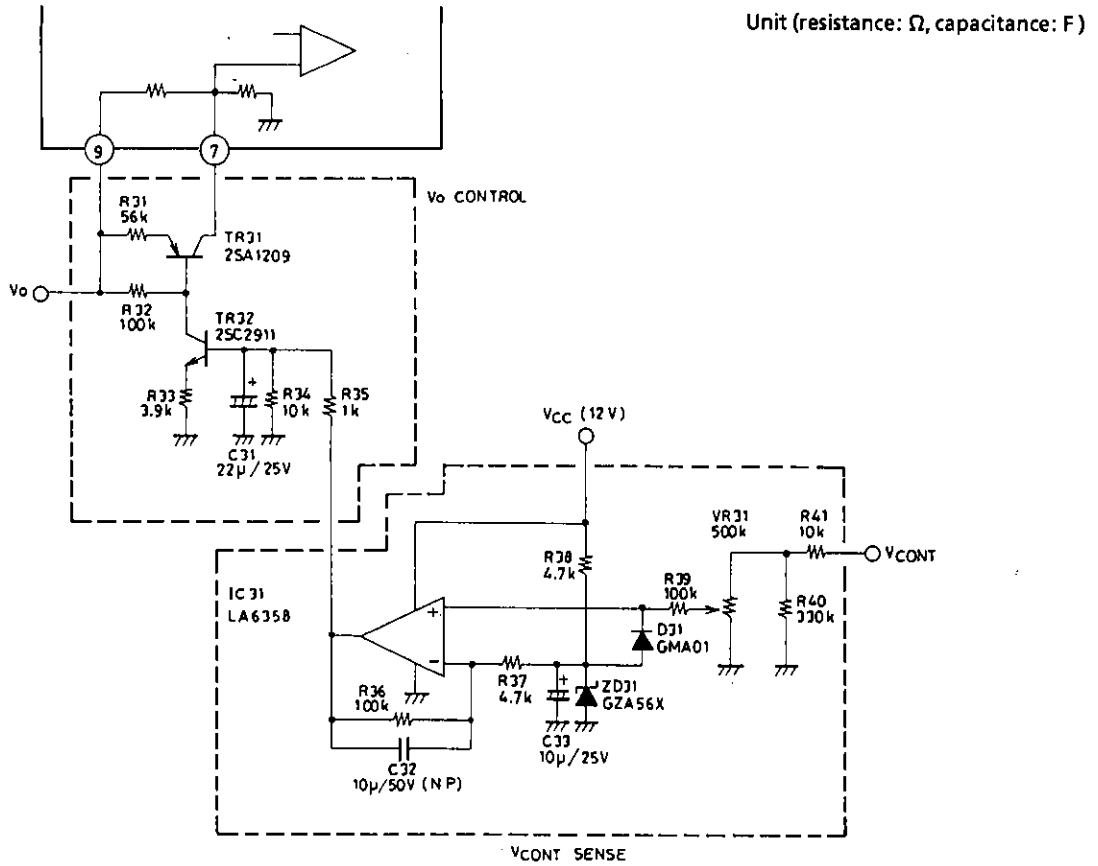 Unit (resistance: Ω, capacitance: F)
9
7
Vo CONTROL
R31
56k
TR31
2SA1209
Vo
R32
100k
TR32
2SC2911
R33
3.9k
+
C31
22μ/25V
R34
10k
R35
1k
VCC (12V)
VR31
500k
R41
10k
VCONT
R38
4.7k
R39
100k
R40
330k
IC31
LA6358
+
−
D31
GMA01
R37
4.7k
+
ZD31
GZA56X
C33
10μ/25V
R36
100k
C32
10μ/50V (NP)
VCONT SENSE